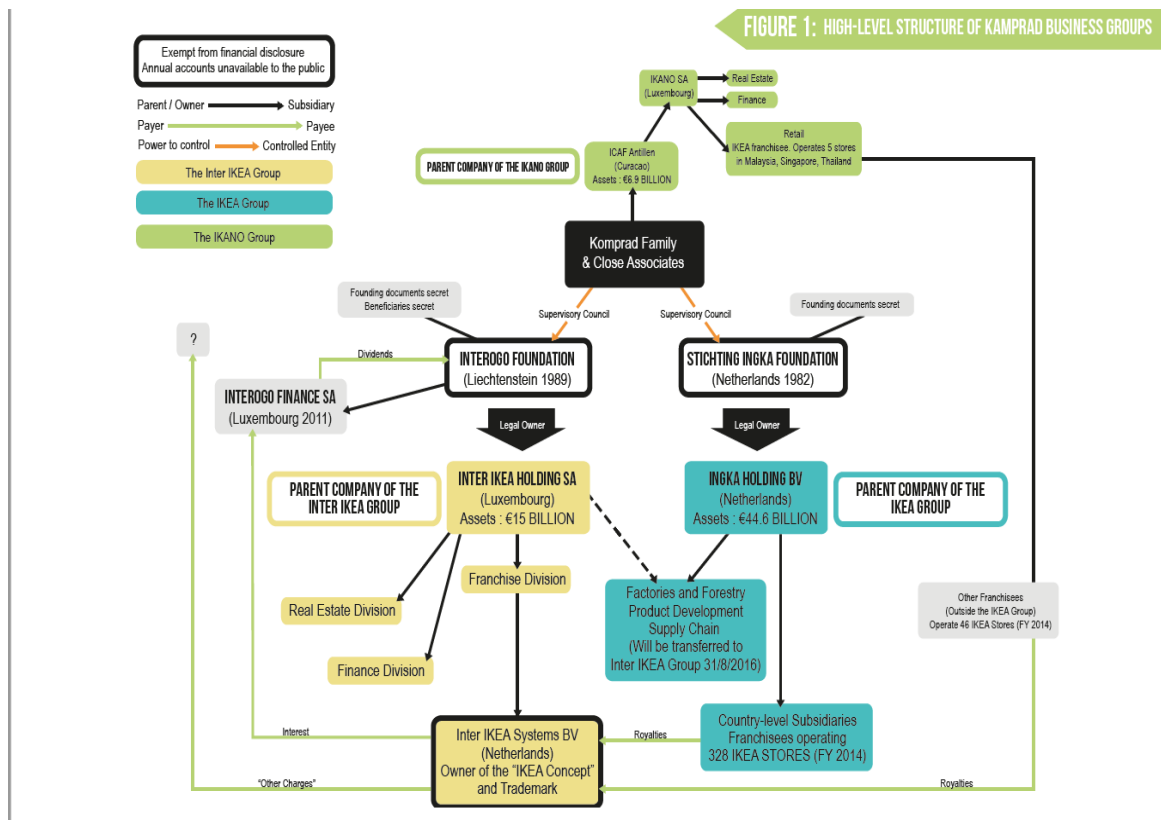 FIGURE 1: HIGH-LEVEL STRUCTURE OF KAMPRAD BUSINESS GROUPS
Exempt from financial disclosure
Annual accounts unavailable to the public
Parent / Owner
Subsidiary
Payer
Payee
Power to control
Controlled Entity
The Inter IKEA Group
The IKEA Group
The IKANO Group
IKANO SA
(Luxembourg)
Real Estate
Finance
Retail
IKEA franchisee. Operates 5 stores
in Malaysia, Singapore, Thailand
PARENT COMPANY OF THE IKANO GROUP
ICAF Antillen
(Curacao)
Assets : €6.9 BILLION
Komprad Family
& Close Associates
Founding documents secret
Beneficiaries secret
Supervisory Council
Supervisory Council
Founding documents secret
?
Dividends
INTEROGO FOUNDATION
(Liechtenstein 1989)
STICHTING INGKA FOUNDATION
(Netherlands 1982)
INTEROGO FINANCE SA
(Luxembourg 2011)
Legal Owner
Legal Owner
PARENT COMPANY OF THE
INTER IKEA GROUP
INTER IKEA HOLDING SA
(Luxembourg)
Assets : €15 BILLION
INGKA HOLDING BV
(Netherlands)
Assets : €44.6 BILLION
PARENT COMPANY OF THE
IKEA GROUP
Franchise Division
Real Estate Division
Finance Division
Factories and Forestry
Product Development
Supply Chain
(Will be transferred to
Inter IKEA Group 31/8/2016)
Other Franchisees
(Outside the IKEA Group)
Operate 46 IKEA Stores (FY 2014)
Interest
Inter IKEA Systems BV
(Netherlands)
Owner of the “IKEA Concept”
and Trademark
Royalties
Country-level Subsidiaries
Franchisees operating
328 IKEA STORES (FY 2014)
“Other Charges”
Royalties